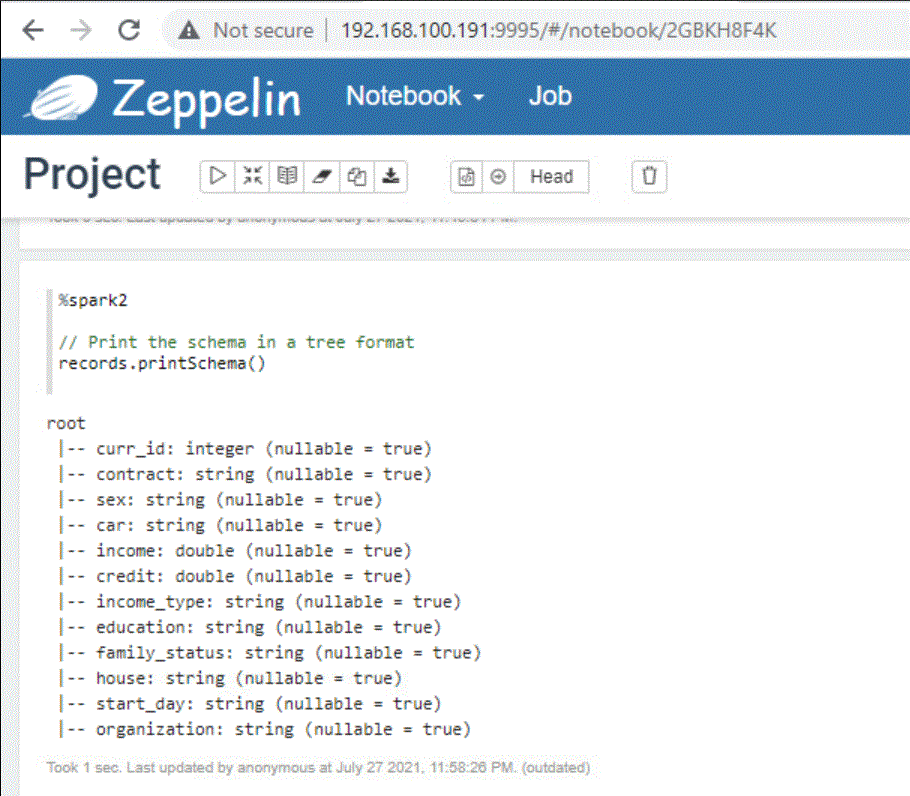 Not secure | 192.168.100.191:9995/#/notebook/2GBKH8F4K
Zeppelin Notebook Job
Project Head
%spark2
// Print the schema in a tree format
records.printSchema()
root
|-- curr_id: integer (nullable = true)
|-- contract: string (nullable = true)
|-- sex: string (nullable = true)
|-- car: string (nullable = true)
|-- income: double (nullable = true)
|-- credit: double (nullable = true)
|-- income_type: string (nullable = true)
|-- education: string (nullable = true)
|-- family_status: string (nullable = true)
|-- house: string (nullable = true)
|-- start_day: string (nullable = true)
|-- organization: string (nullable = true)
Took 1 sec. Last updated by anonymous at July 27 2021, 11:58:26 PM. (outdated)